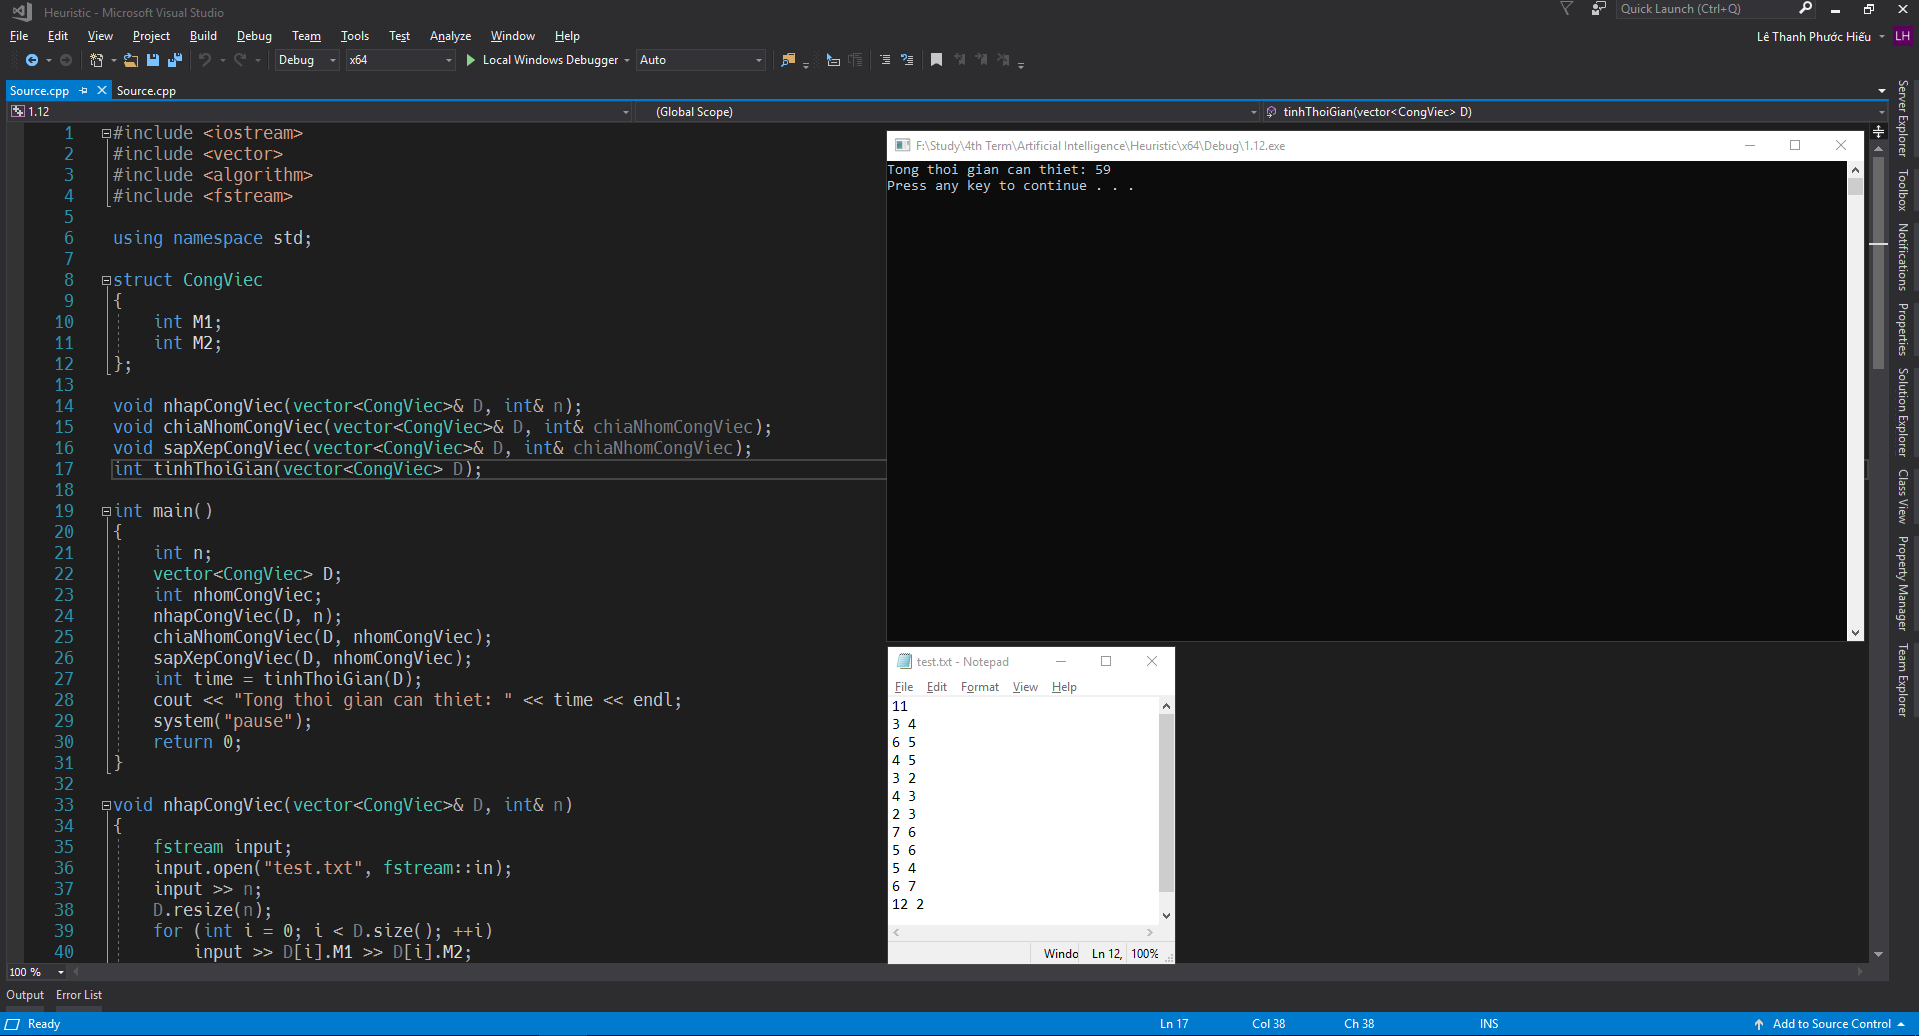 Heuristic - Microsoft Visual Studio
Quick Launch (Ctrl+Q)
File Edit View Project Build Debug Team Tools Test Analyze Window Help
Lê Thanh Phước Hiếu LH
Debug x64 Local Windows Debugger Auto
Source.cpp Source.cpp
1.12 (Global Scope) tinhThoiGian(vector<CongViec> D)
1 #include <iostream>
2 #include <vector>
3 #include <algorithm>
4 #include <fstream>
5
6 using namespace std;
7
8 struct CongViec
9 {
10 int M1;
11 int M2;
12 };
13
14 void nhapCongViec(vector<CongViec>& D, int& n);
15 void chiaNhomCongViec(vector<CongViec>& D, int& chiaNhomCongViec);
16 void sapXepCongViec(vector<CongViec>& D, int& chiaNhomCongViec);
17 int tinhThoiGian(vector<CongViec> D);
18
19 int main()
20 {
21 int n;
22 vector<CongViec> D;
23 int nhomCongViec;
24 nhapCongViec(D, n);
25 chiaNhomCongViec(D, nhomCongViec);
26 sapXepCongViec(D, nhomCongViec);
27 int time = tinhThoiGian(D);
28 cout << "Tong thoi gian can thiet: " << time << endl;
29 system("pause");
30 return 0;
31 }
32
33 void nhapCongViec(vector<CongViec>& D, int& n)
34 {
35 fstream input;
36 input.open("test.txt", fstream::in);
37 input >> n;
38 D.resize(n);
39 for (int i = 0; i < D.size(); ++i)
40 input >> D[i].M1 >> D[i].M2;
100 %
F:\Study\4th Term\Artificial Intelligence\Heuristic\x64\Debug\1.12.exe
Tong thoi gian can thiet: 59
Press any key to continue . . .
test.txt - Notepad
File Edit Format View Help
11
3 4
6 5
4 5
3 2
4 3
2 3
7 6
5 6
5 4
6 7
12 2
Windo Ln 12, 100%
Server Explorer
Toolbox
Notifications
Properties
Solution Explorer
Class View
Property Manager
Team Explorer
Output Error List
Ready Ln 17 Col 38 Ch 38 INS Add to Source Control